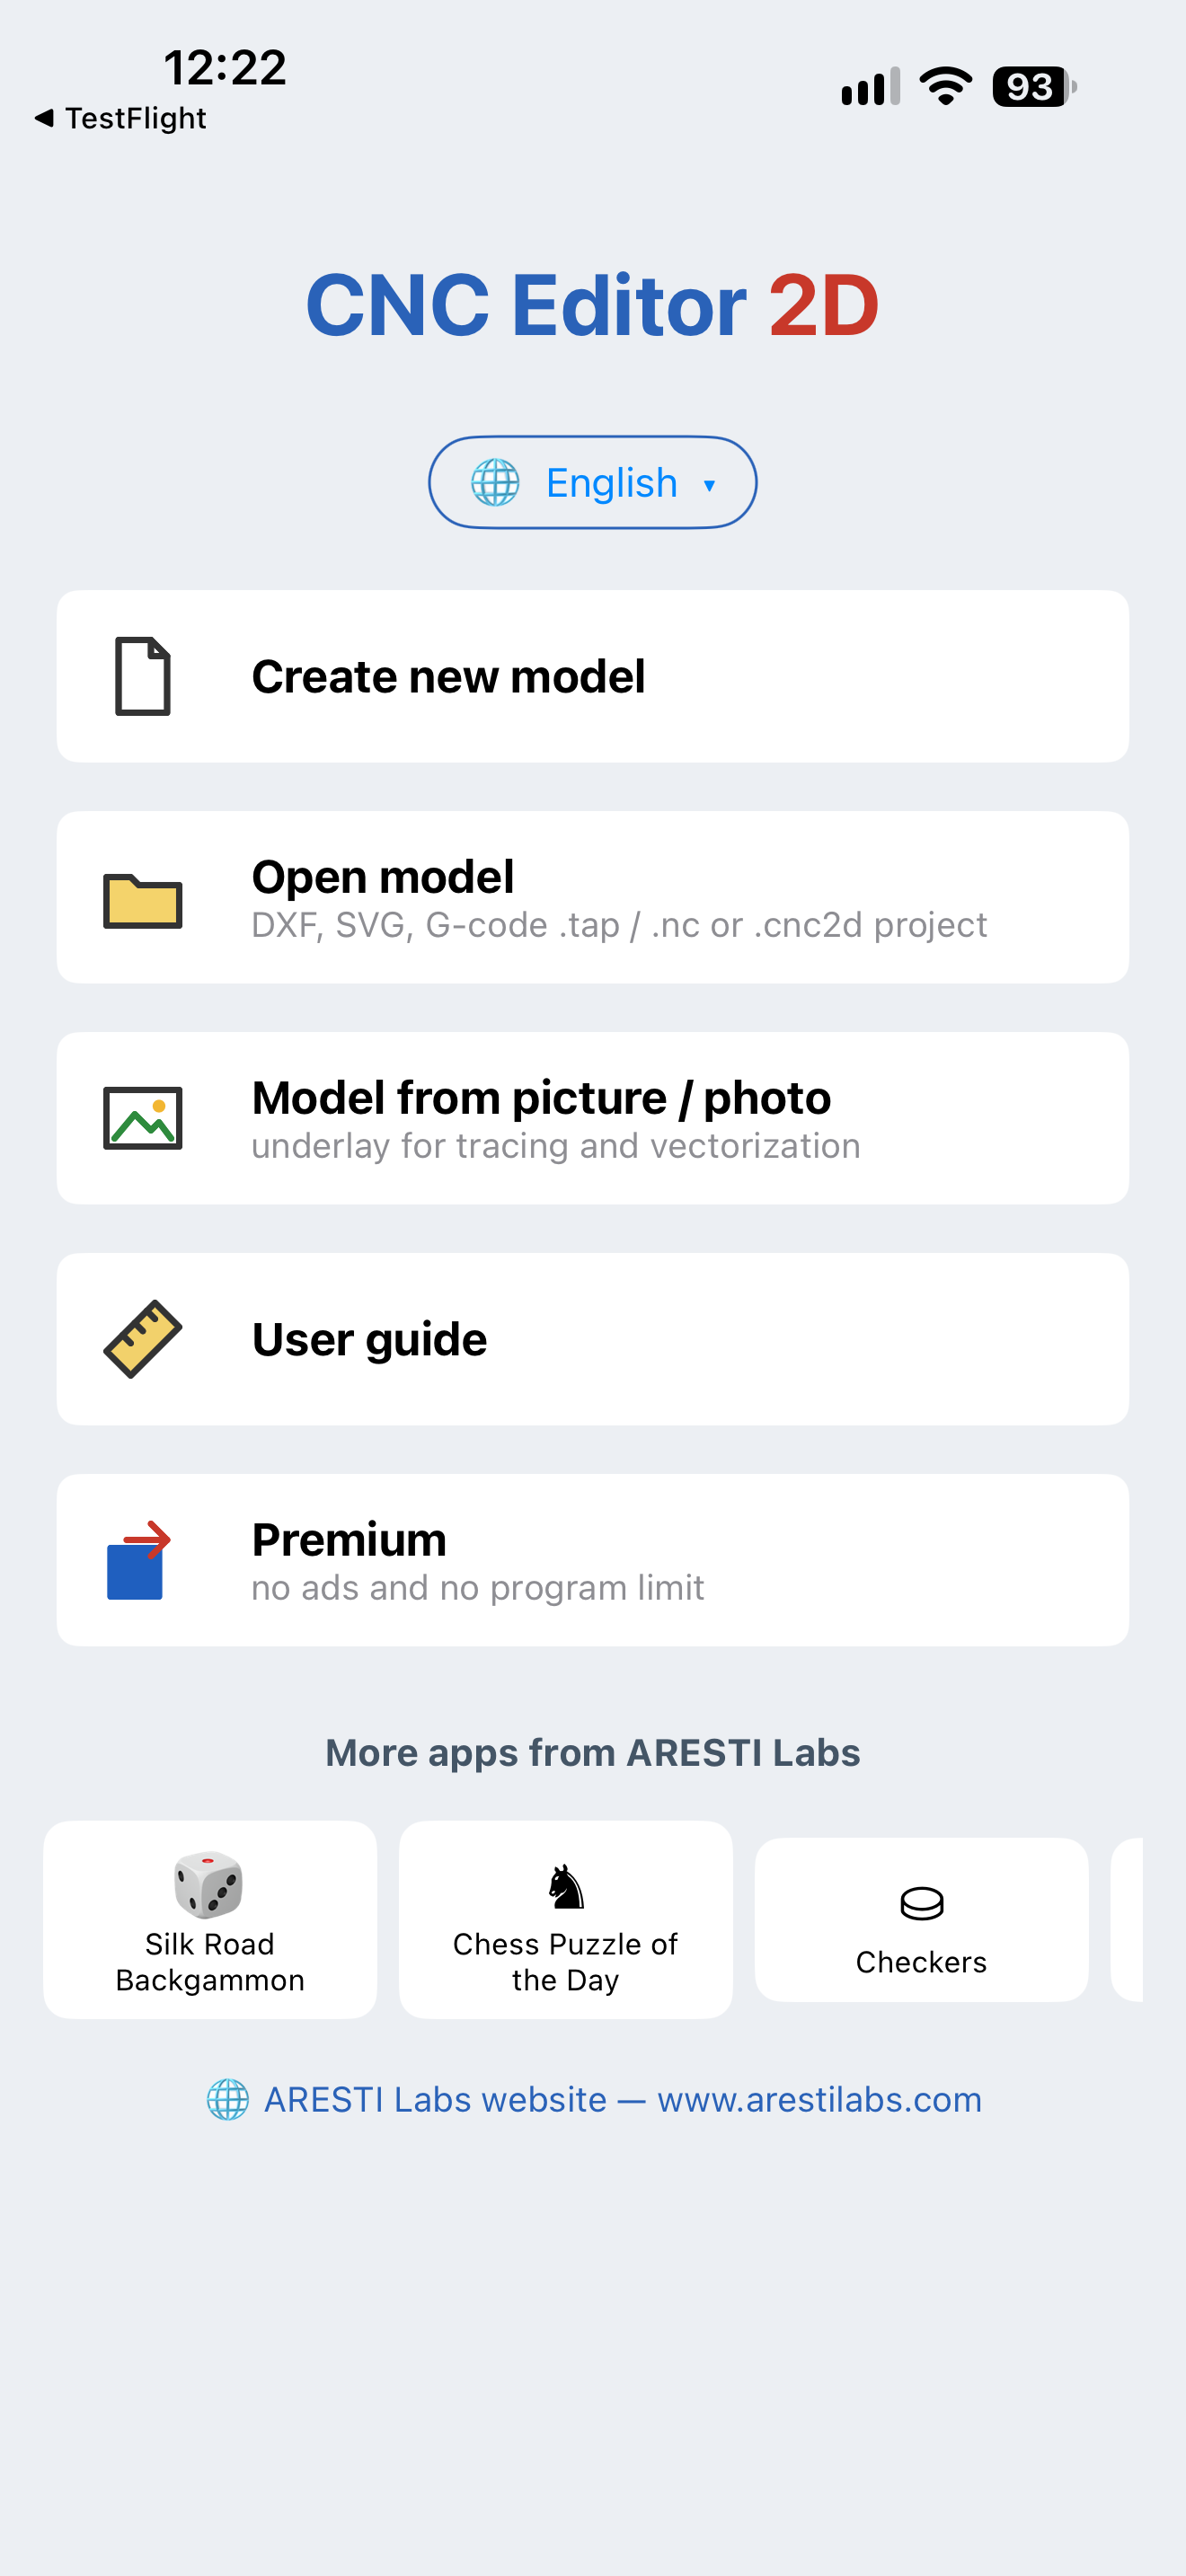 12:22
93
◀ TestFlight
CNC Editor 2D
English ▾
Create new model
Open model
DXF, SVG, G-code .tap / .nc or .cnc2d project
Model from picture / photo
underlay for tracing and vectorization
User guide
Premium
no ads and no program limit
More apps from ARESTI Labs
Silk Road
Backgammon
Chess Puzzle of
the Day
Checkers
ARESTI Labs website — www.arestilabs.com